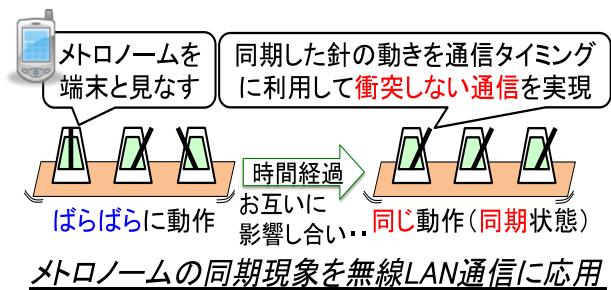 メトロノームを
端末と見なす
同期した針の動きを通信タイミング
に利用して衝突しない通信を実現
時間経過
お互いに
影響し合い･･
ばらばらに動作
同じ動作(同期状態)
メトロノームの同期現象を無線LAN通信に応用